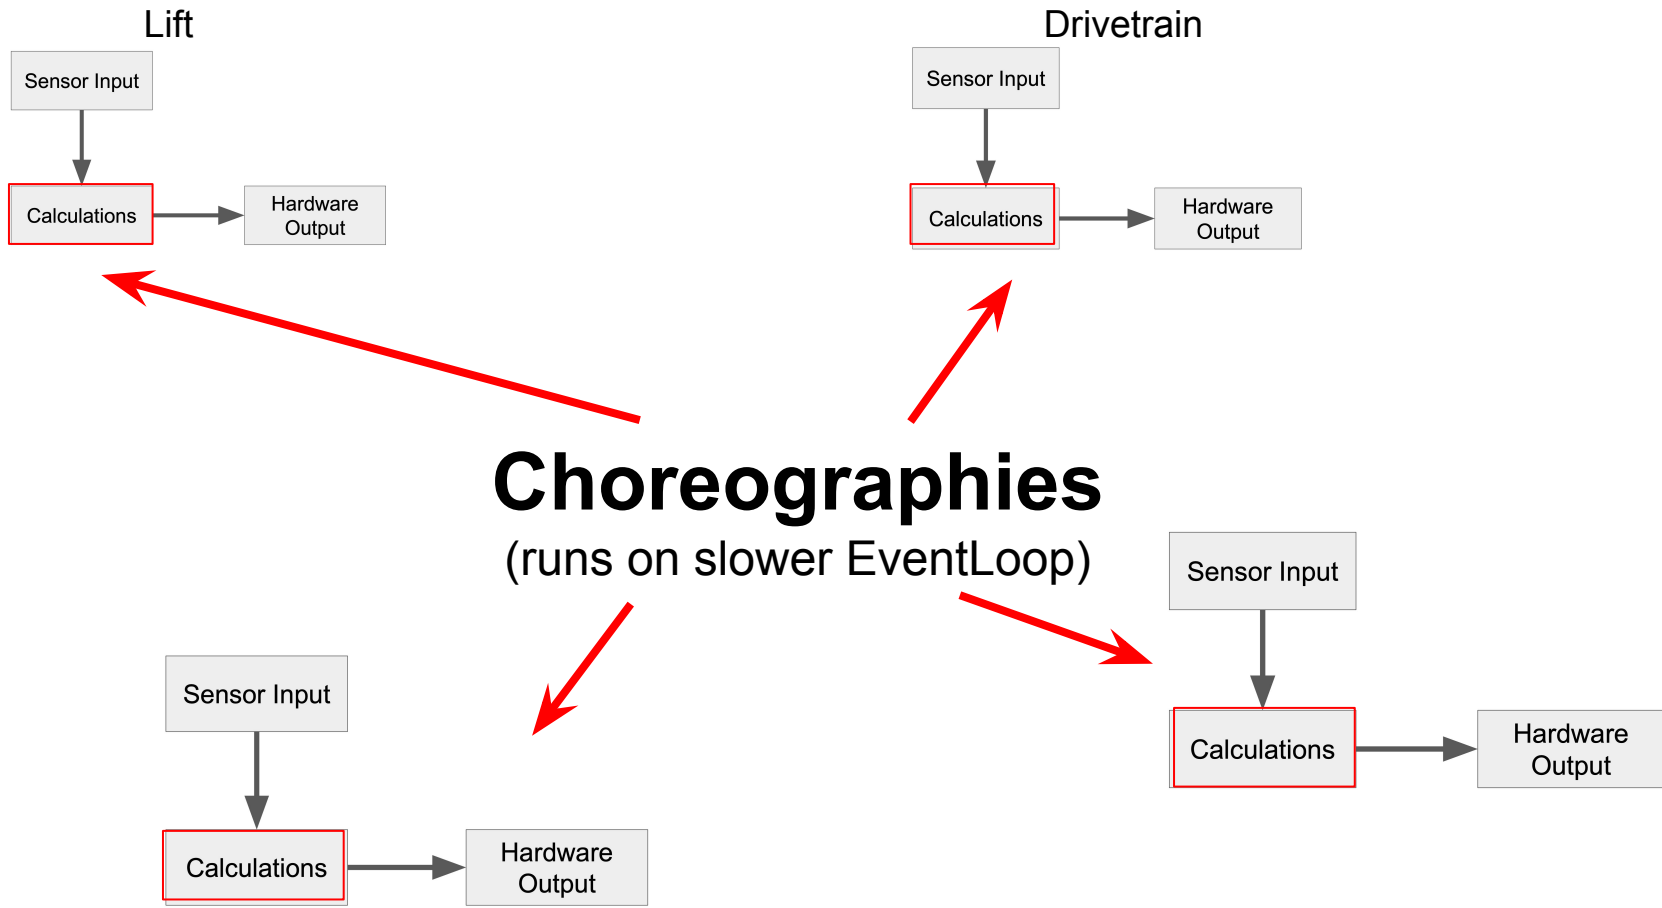 Lift
Sensor Input
Calculations
Hardware
Output
Drivetrain
Sensor Input
Calculations
Hardware
Output
Choreographies
(runs on slower EventLoop)
Sensor Input
Calculations
Hardware
Output
Sensor Input
Calculations
Hardware
Output